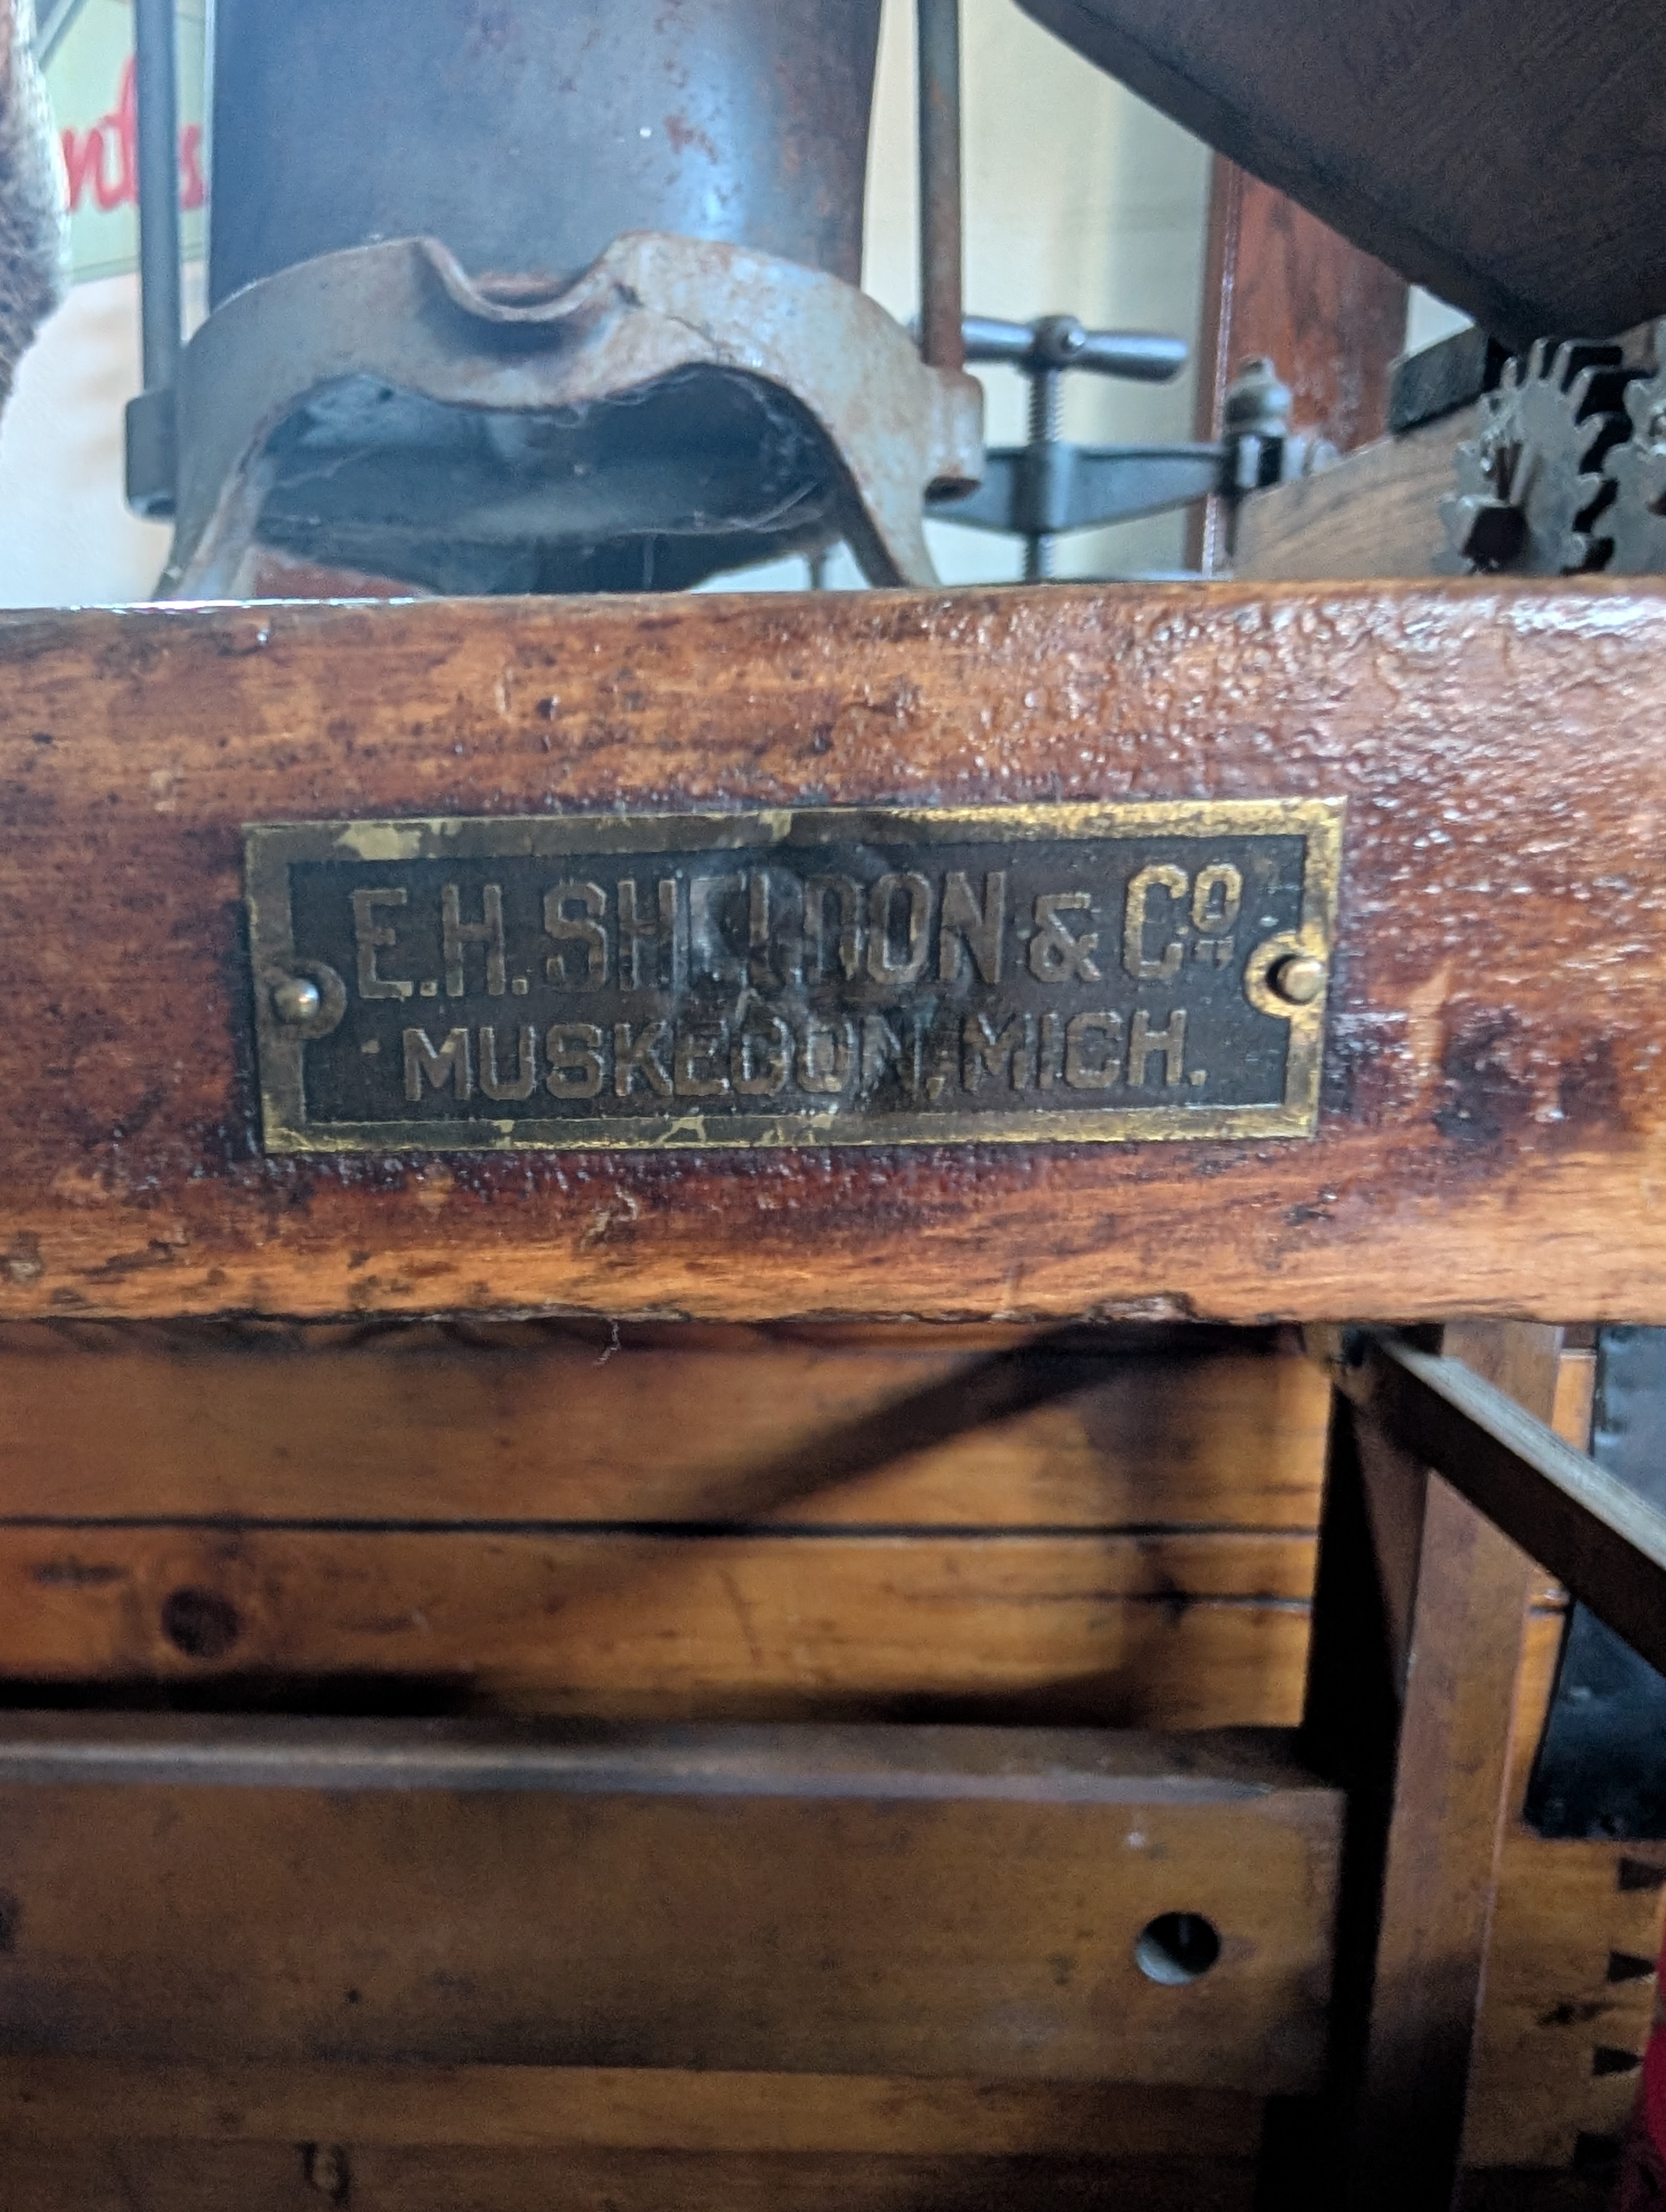 E.H. SHELDON & Co.
MUSKEGON, MICH.